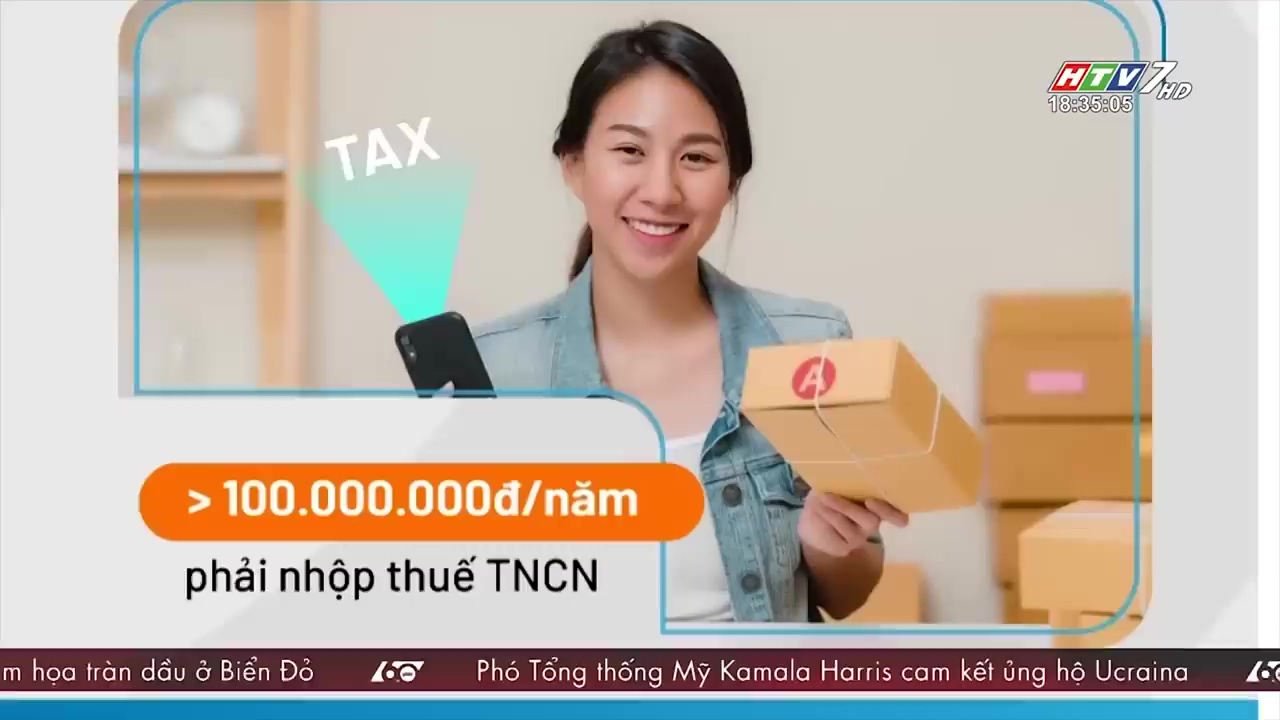 TAX
HTV7 HD
18:35:05
A
> 100.000.000đ/năm
phải nhộp thuế TNCN
m họa tràn dầu ở Biển Đỏ 60 Phó Tổng thống Mỹ Kamala Harris cam kết ủng hộ Ucraina